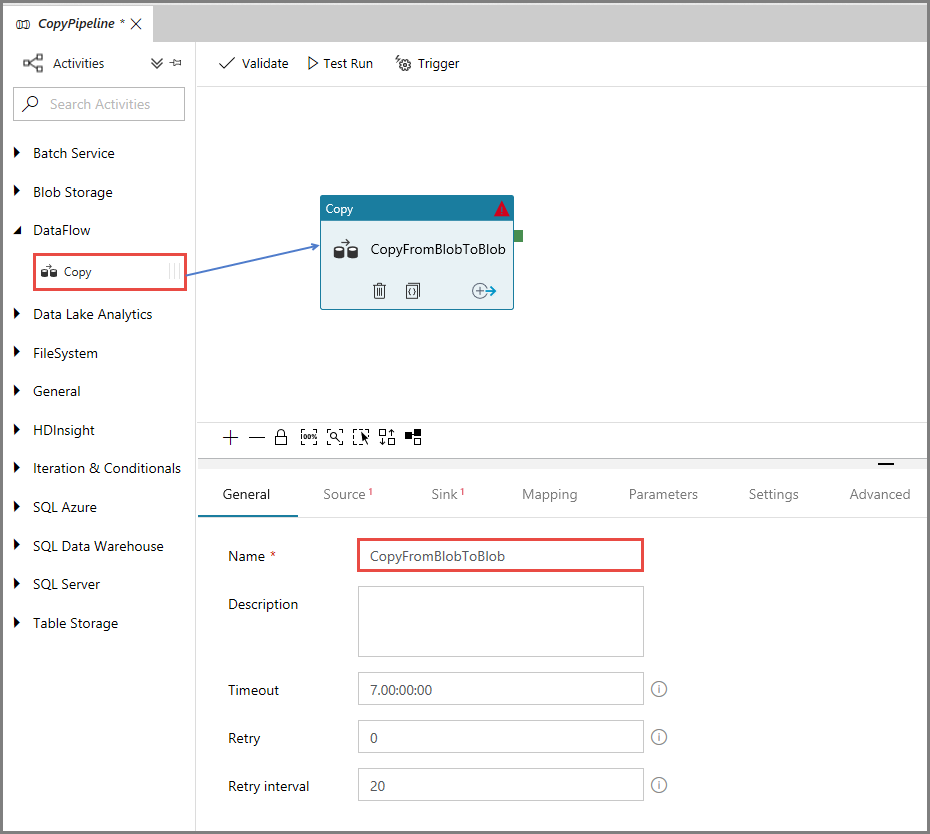 CopyPipeline *
Activities
Validate
Test Run
Trigger
Search Activities
Batch Service
Blob Storage
DataFlow
Copy
Data Lake Analytics
FileSystem
General
HDInsight
Iteration & Conditionals
SQL Azure
SQL Data Warehouse
SQL Server
Table Storage
Copy
CopyFromBlobToBlob
100%
General
Source 1
Sink 1
Mapping
Parameters
Settings
Advanced
Name *
CopyFromBlobToBlob
Description
Timeout
7.00:00:00
Retry
0
Retry interval
20